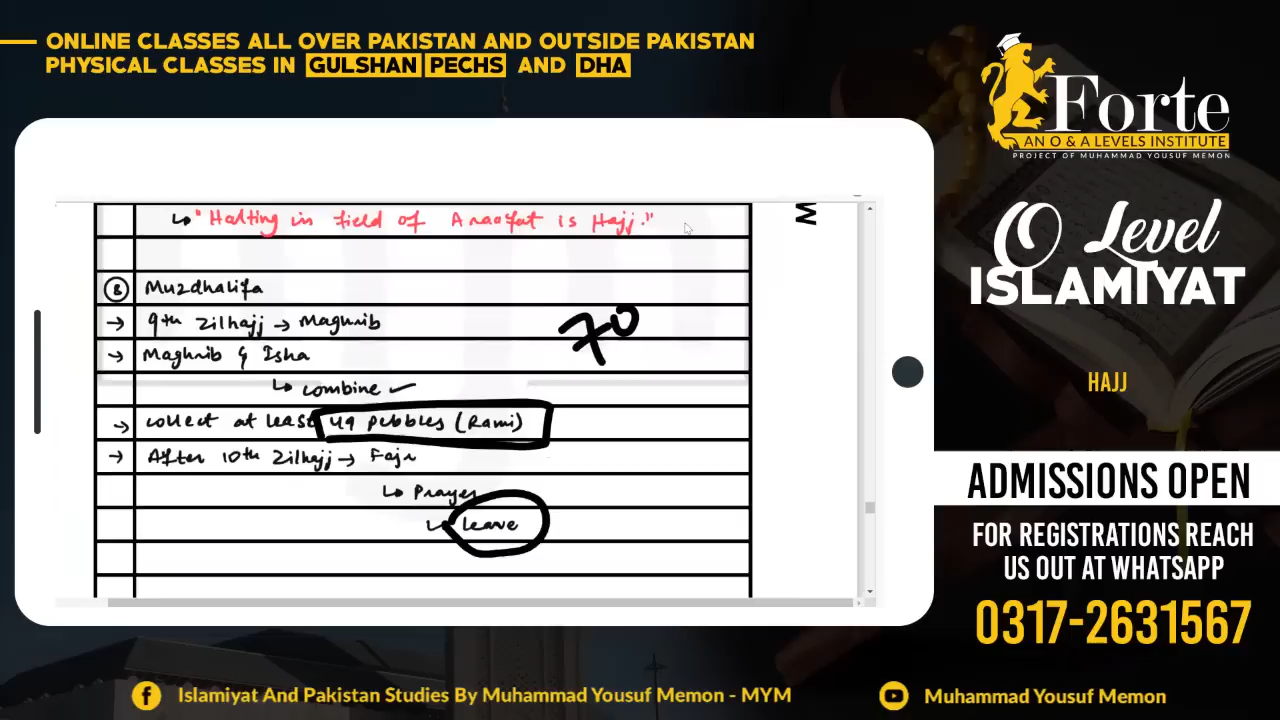 ONLINE CLASSES ALL OVER PAKISTAN AND OUTSIDE PAKISTAN
PHYSICAL CLASSES IN GULSHAN PECHS AND DHA
Forte
AN O & A LEVELS INSTITUTE
PROJECT OF MUHAMMAD YOUSUF MEMON
O Level
ISLAMIYAT
HAJJ
ADMISSIONS OPEN
FOR REGISTRATIONS REACH
US OUT AT WHATSAPP
0317-2631567
↳ "Halting in field of Araafat is Hajj."
M
⑧ Muzdhalifa
→ 9th Zilhajj → Maghrib
70
→ Maghrib & Isha
↳ combine ✓
→ collect at least 49 pebbles (Rami)
→ After 10th Zilhajj → Fajr
↳ Prayer
↳ leave
Islamiyat And Pakistan Studies By Muhammad Yousuf Memon - MYM
Muhammad Yousuf Memon